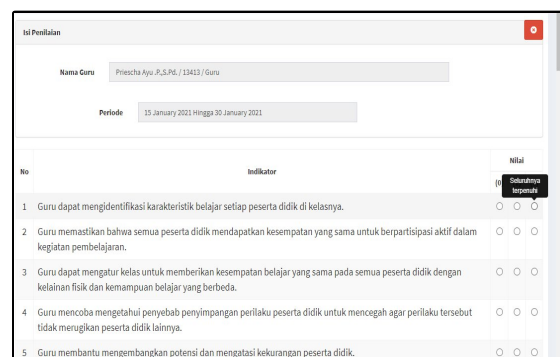 Isi Penilaian
Nama Guru Priescha Ayu .P,.S,Pd. / 13413 / Guru
Periode 15 January 2021 Hingga 30 January 2021
No Indikator Nilai
(0)
Seluruhnya
terpenuhi
1 Guru dapat mengidentifikasi karakteristik belajar setiap peserta didik di kelasnya.
2 Guru memastikan bahwa semua peserta didik mendapatkan kesempatan yang sama untuk berpartisipasi aktif dalam
kegiatan pembelajaran.
3 Guru dapat mengatur kelas untuk memberikan kesempatan belajar yang sama pada semua peserta didik dengan
kelainan fisik dan kemampuan belajar yang berbeda.
4 Guru mencoba mengetahui penyebab penyimpangan perilaku peserta didik untuk mencegah agar perilaku tersebut
tidak merugikan peserta didik lainnya.
5 Guru membantu mengembangkan potensi dan mengatasi kekurangan peserta didik.